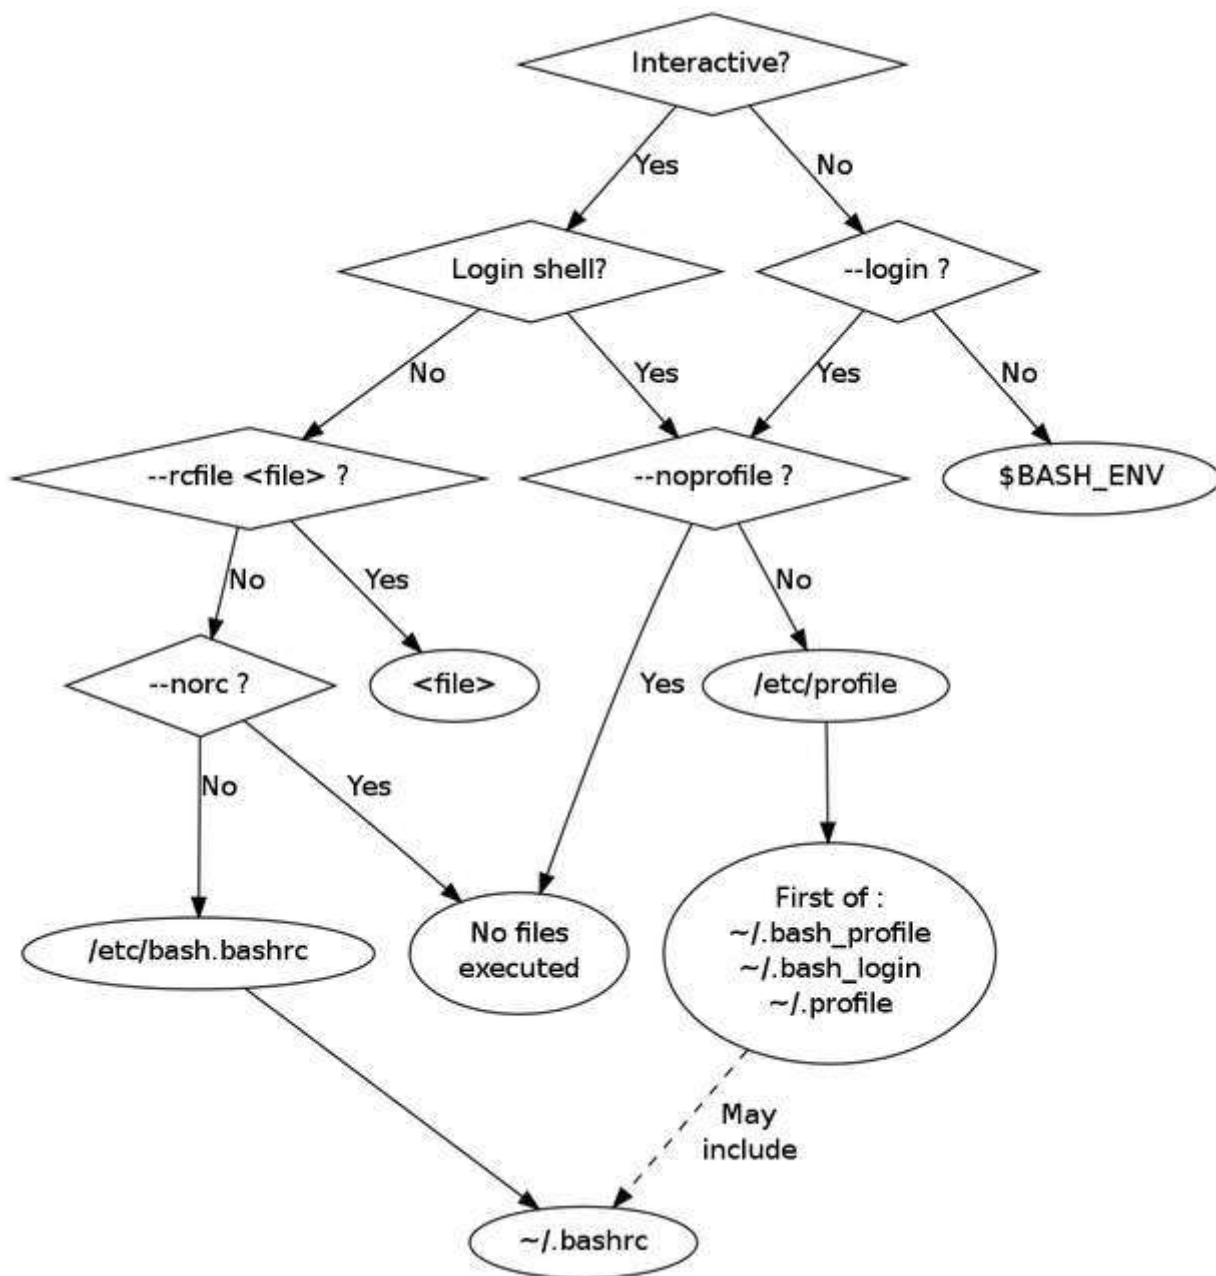 Interactive?
Yes
No
Login shell?
--login ?
No
Yes
Yes
No
--rcfile <file> ?
--noprofile ?
$BASH_ENV
No
Yes
No
--norc ?
<file>
Yes
/etc/profile
No
Yes
/etc/bash.bashrc
No files
executed
First of :
~/.bash_profile
~/.bash_login
~/.profile
May
include
~/.bashrc